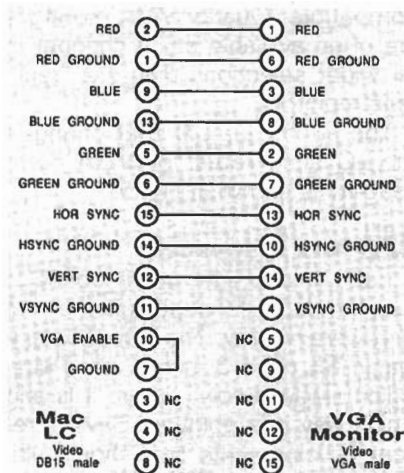 RED 2 1 RED
RED GROUND 1 6 RED GROUND
BLUE 9 3 BLUE
BLUE GROUND 13 8 BLUE GROUND
GREEN 5 2 GREEN
GREEN GROUND 6 7 GREEN GROUND
HOR SYNC 15 13 HOR SYNC
HSYNC GROUND 14 10 HSYNC GROUND
VERT SYNC 12 14 VERT SYNC
VSYNC GROUND 11 4 VSYNC GROUND
VGA ENABLE 10 NC 5
GROUND 7 NC 9
3 NC NC 11
Mac LC 4 NC NC 12 VGA Monitor
Video DB15 male 8 NC NC 15 Video VGA male